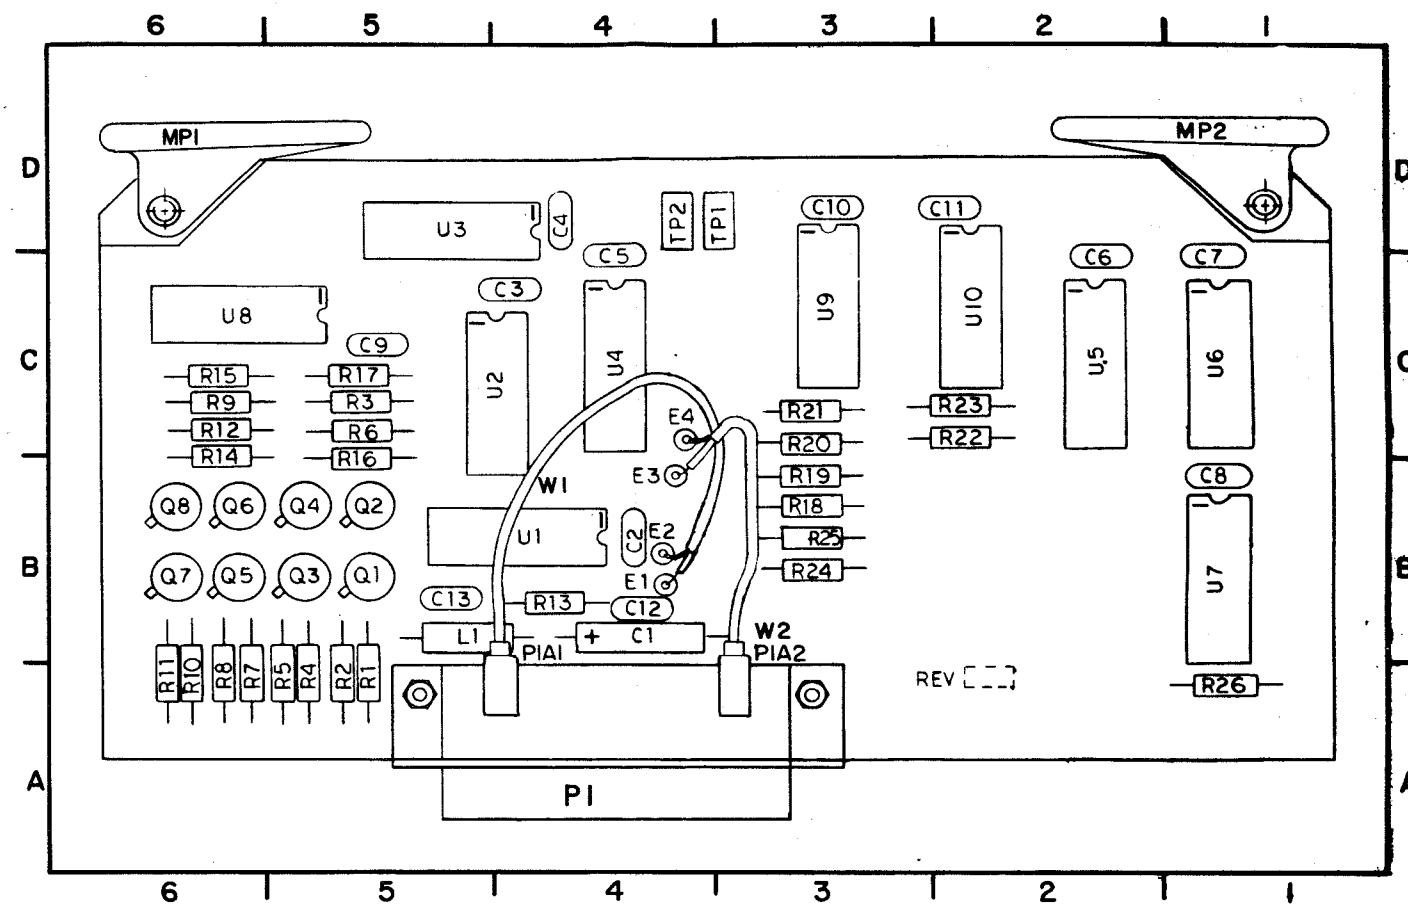 6 5 4 3 2 1
MP1 MP2
D D
C10 C11
U3 C4 TP2 TP1
C5 C6 C7
C3
U8 U9 U10
C9
C U4 U5 U6 C
R15 R17 U2
R9 R3 R21 R23
R12 R6 E4 R20 R22
R14 R16
E3 R19 C8
W1
Q8 Q6 Q4 Q2 R18
U1 C2 E2 R25
B R24 B
Q7 Q5 Q3 Q1 E1 U7
C13 R13 C12
L1 + C1 W2
PIA1 PIA2
R11 R10 R8 R7 R5 R4 R2 R1 REV R26
A P1 A
6 5 4 3 2 1